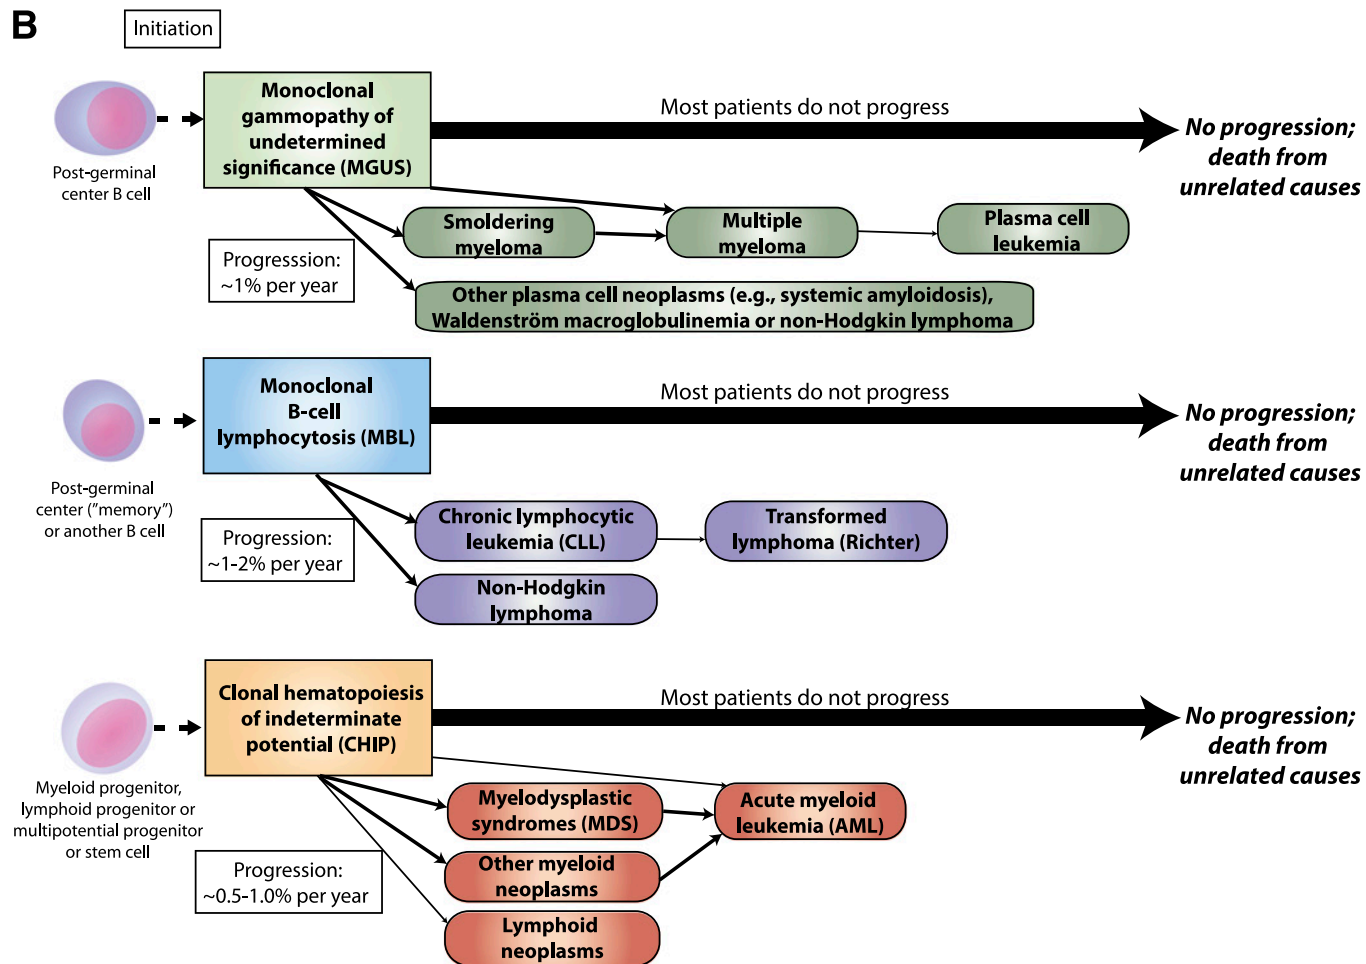 B
Initiation
Post-germinal
center B cell
Monoclonal
gammopathy of
undetermined
significance (MGUS)
Most patients do not progress
No progression;
death from
unrelated causes
Smoldering
myeloma
Multiple
myeloma
Plasma cell
leukemia
Progresssion:
~1% per year
Other plasma cell neoplasms (e.g., systemic amyloidosis),
Waldenström macroglobulinemia or non-Hodgkin lymphoma
Post-germinal
center ("memory")
or another B cell
Monoclonal
B-cell
lymphocytosis (MBL)
Most patients do not progress
No progression;
death from
unrelated causes
Progression:
~1-2% per year
Chronic lymphocytic
leukemia (CLL)
Transformed
lymphoma (Richter)
Non-Hodgkin
lymphoma
Myeloid progenitor,
lymphoid progenitor or
multipotential progenitor
or stem cell
Clonal hematopoiesis
of indeterminate
potential (CHIP)
Most patients do not progress
No progression;
death from
unrelated causes
Progression:
~0.5-1.0% per year
Myelodysplastic
syndromes (MDS)
Acute myeloid
leukemia (AML)
Other myeloid
neoplasms
Lymphoid
neoplasms